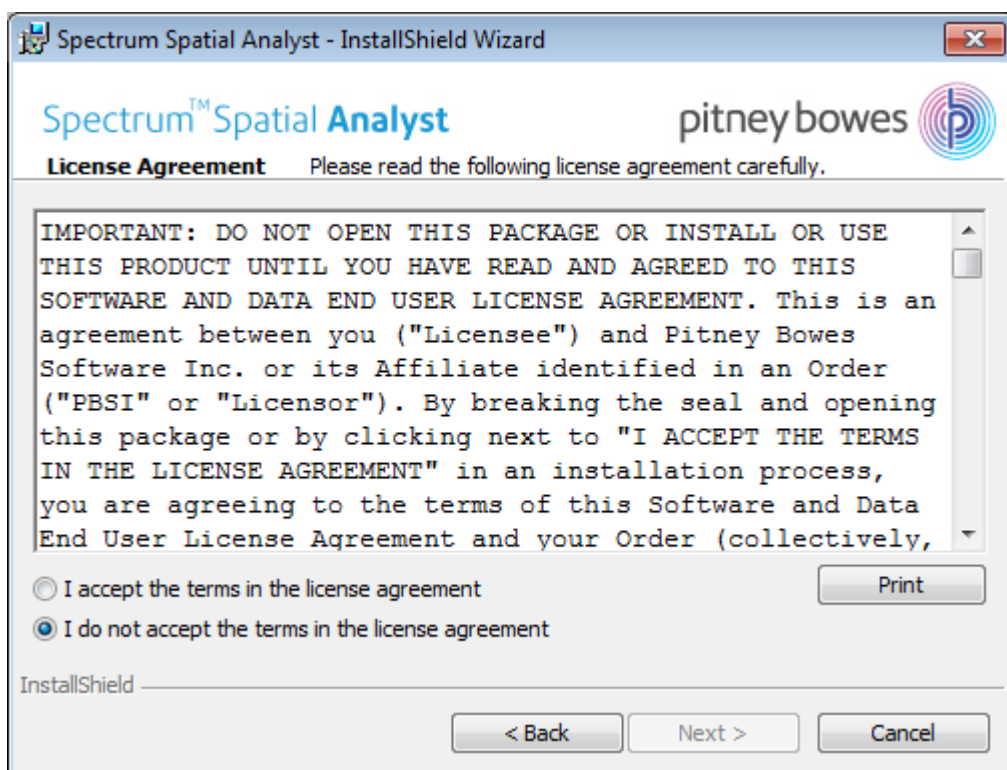 Spectrum Spatial Analyst - InstallShield Wizard
Spectrum™ Spatial Analyst
pitney bowes
License Agreement Please read the following license agreement carefully.
IMPORTANT: DO NOT OPEN THIS PACKAGE OR INSTALL OR USE
THIS PRODUCT UNTIL YOU HAVE READ AND AGREED TO THIS
SOFTWARE AND DATA END USER LICENSE AGREEMENT. This is an
agreement between you ("Licensee") and Pitney Bowes
Software Inc. or its Affiliate identified in an Order
("PBSI" or "Licensor"). By breaking the seal and opening
this package or by clicking next to "I ACCEPT THE TERMS
IN THE LICENSE AGREEMENT" in an installation process,
you are agreeing to the terms of this Software and Data
End User License Agreement and your Order (collectively,
I accept the terms in the license agreement
Print
I do not accept the terms in the license agreement
InstallShield
< Back Next > Cancel